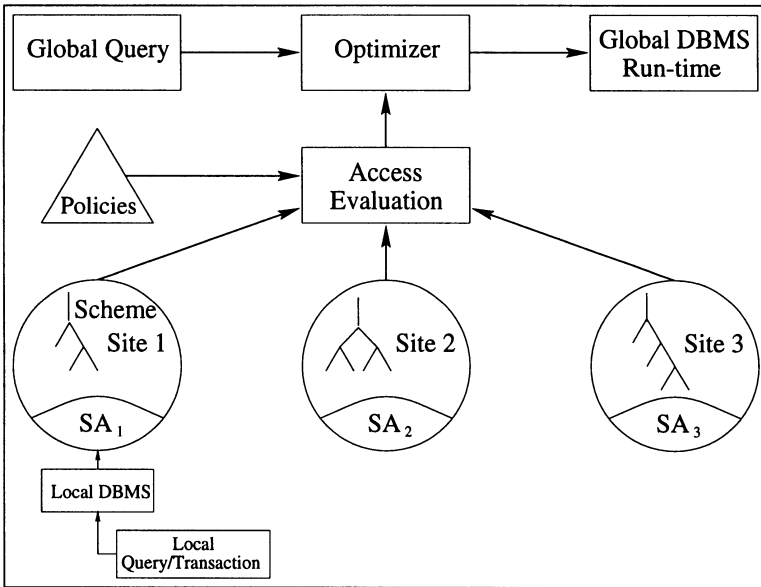 Global Query
Optimizer
Global DBMS
Run-time
Policies
Access
Evaluation
Scheme
Site 1
SA1
Site 2
SA2
Site 3
SA3
Local DBMS
Local
Query/Transaction